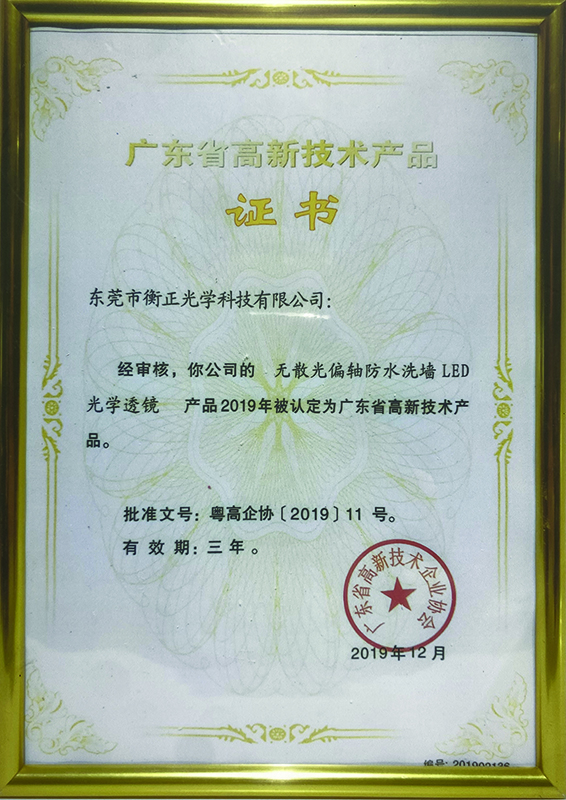 广东省高新技术产品
证书
东莞市衡正光学科技有限公司：
经审核，你公司的 无散光偏轴防水洗墙LED
光学透镜 产品2019年被认定为广东省高新技术产
品。
批准文号：粤高企协〔2019〕11 号。
有效期：三年。
广东省高新技术企业协会
2019年12月